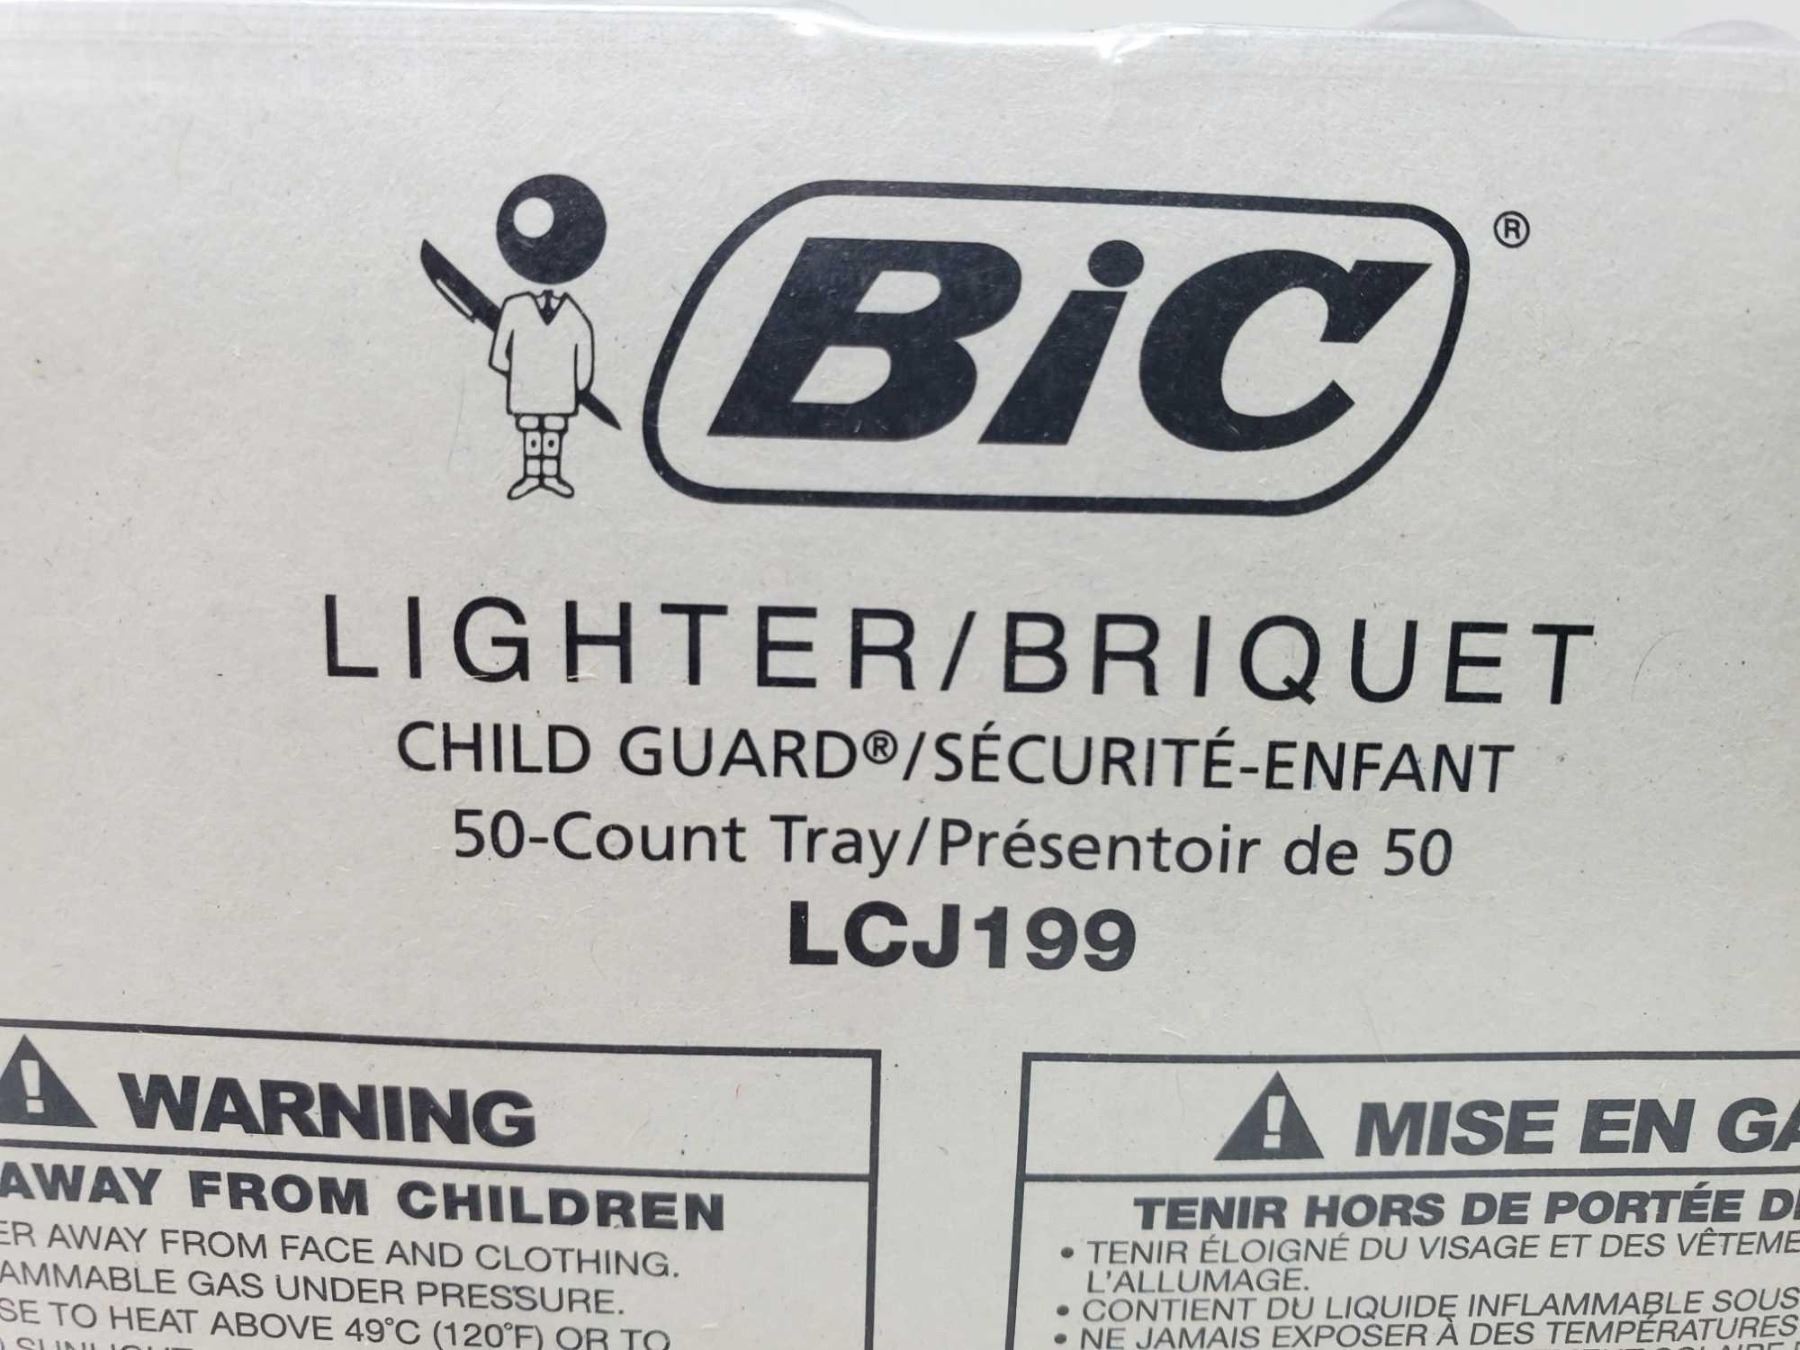 BiC®
LIGHTER/BRIQUET
CHILD GUARD®/SÉCURITÉ-ENFANT
50-Count Tray/Présentoir de 50
LCJ199
WARNING
AWAY FROM CHILDREN
AWAY FROM FACE AND CLOTHING.
GAS UNDER PRESSURE.
TO HEAT ABOVE 49°C (120°F) OR TO
MISE EN
TENIR HORS DE PORTÉE
• TENIR ÉLOIGNÉ DU VISAGE ET DES
L'ALLUMAGE.
• CONTIENT DU LIQUIDE INFLAMMABLE SOUS
• NE JAMAIS EXPOSER À DES TEMPÉRATURES